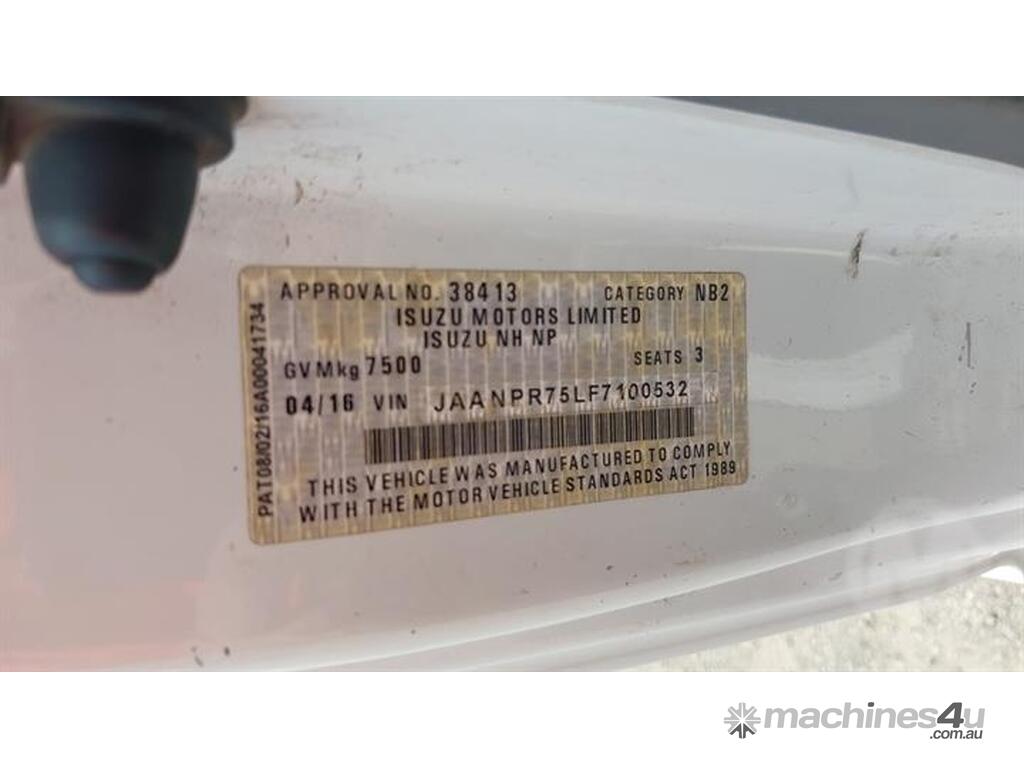 APPROVAL NO. 38413 CATEGORY NB2
ISUZU MOTORS LIMITED
ISUZU NH NP
GVMkg 7500 SEATS 3
04/16 VIN JAANPR75LF7100532
THIS VEHICLE WAS MANUFACTURED TO COMPLY
WITH THE MOTOR VEHICLE STANDARDS ACT 1989
PAT08/02/16A00041734
machines4u
.com.au